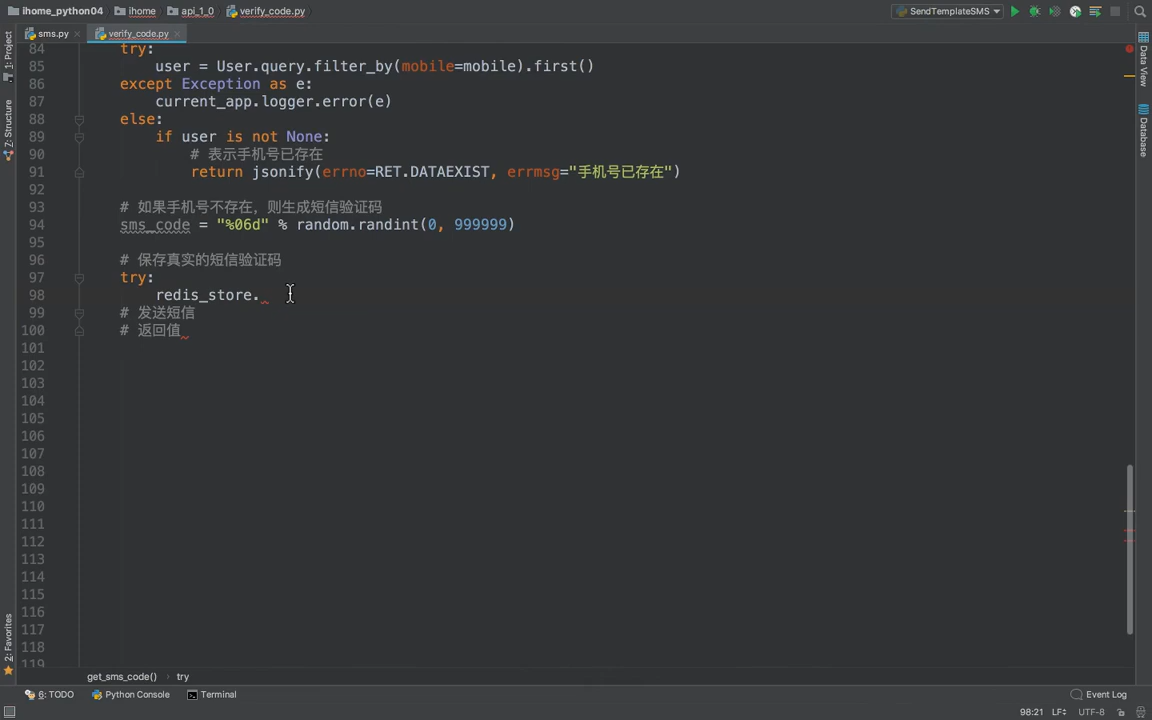 ihome_python04 ihome api_1_0 verify_code.py SendTemplateSMS
sms.py verify_code.py
84 try:
85 user = User.query.filter_by(mobile=mobile).first()
86 except Exception as e:
87 current_app.logger.error(e)
88 else:
89 if user is not None:
90 # 表示手机号已存在
91 return jsonify(errno=RET.DATAEXIST, errmsg="手机号已存在")
92
93 # 如果手机号不存在，则生成短信验证码
94 sms_code = "%06d" % random.randint(0, 999999)
95
96 # 保存真实的短信验证码
97 try:
98 redis_store.
99 # 发送短信
100 # 返回值
101
102
103
104
105
106
107
108
109
110
111
112
113
114
115
116
117
118
119
1: Project
7: Structure
2: Favorites
Data View
Database
get_sms_code() try
6: TODO Python Console Terminal Event Log
98:21 LF UTF-8